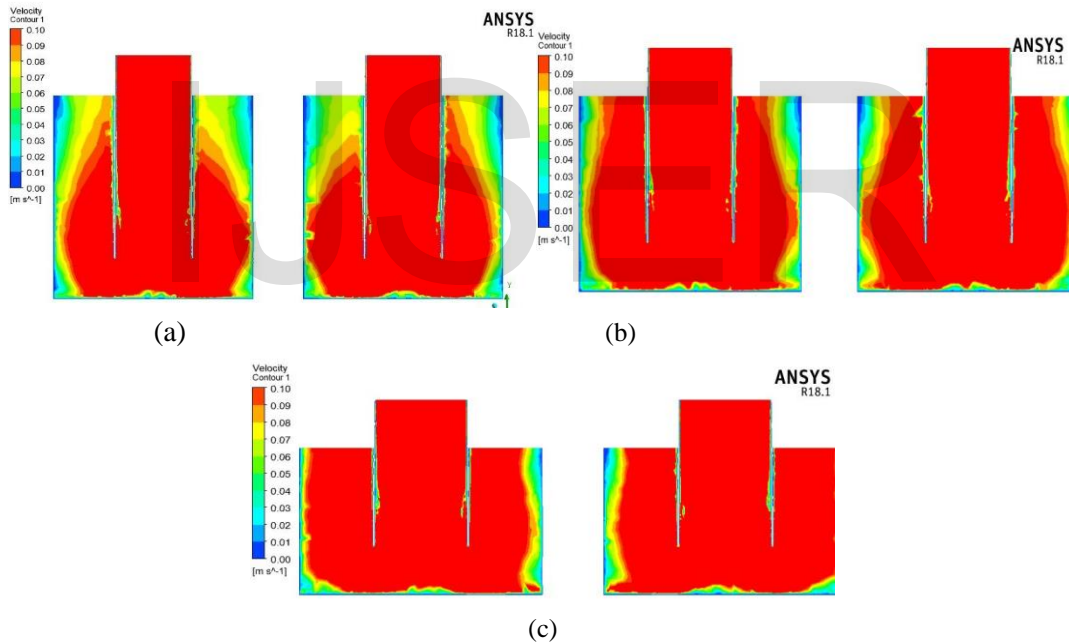 Velocity
Contour 1
0.10
0.09
0.08
0.07
0.06
0.05
0.04
0.03
0.02
0.01
0.00
[m s^-1]
ANSYS
R18.1
Y
(a)
Velocity
Contour 1
0.10
0.09
0.08
0.07
0.06
0.05
0.04
0.03
0.02
0.01
0.00
[m s^-1]
ANSYS
R18.1
(b)
IJSER
Velocity
Contour 1
0.10
0.09
0.08
0.07
0.06
0.05
0.04
0.03
0.02
0.01
0.00
[m s^-1]
ANSYS
R18.1
(c)